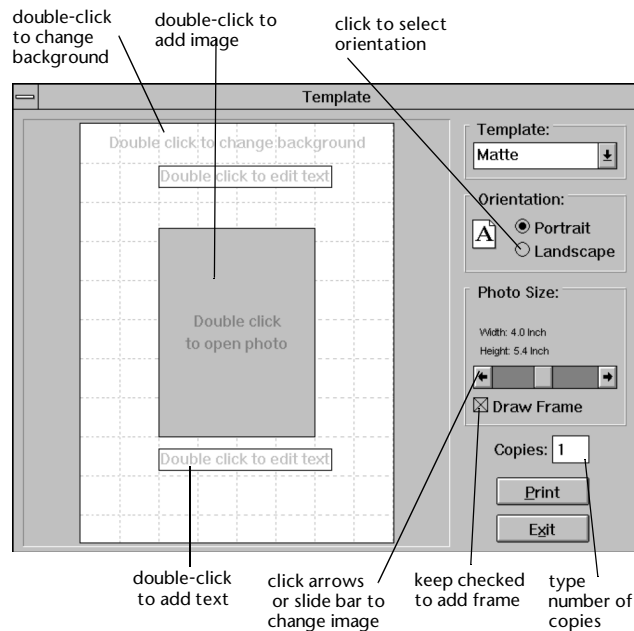 double-click
to change
background
double-click to
add image
click to select
orientation
Template
Double click to change background
Double click to edit text
Double click
to open photo
Double click to edit text
Template:
Matte
Orientation:
A
Portrait
Landscape
Photo Size:
Width: 4.0 Inch
Height: 5.4 Inch
Draw Frame
Copies: 1
Print
Exit
double-click
to add text
click arrows
or slide bar to
change image
keep checked
to add frame
type
number of
copies